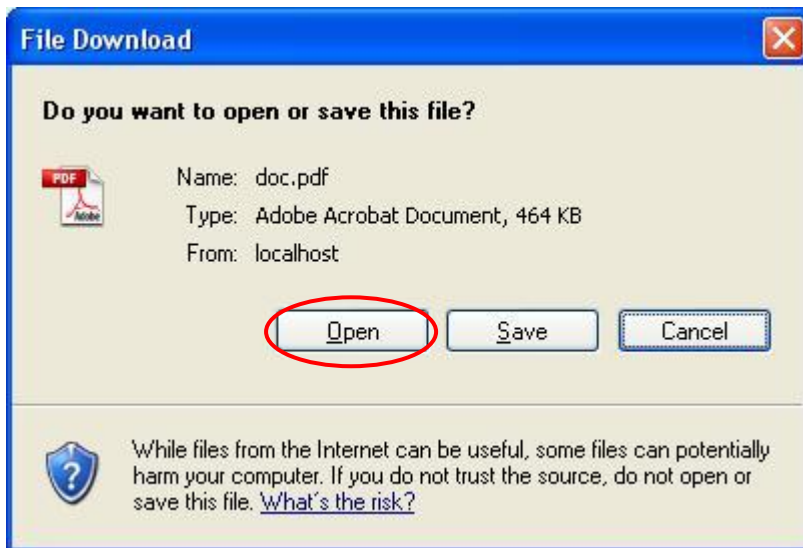 File Download
Do you want to open or save this file?
PDF
Adobe
Name: doc.pdf
Type: Adobe Acrobat Document, 464 KB
From: localhost
Open Save Cancel
While files from the Internet can be useful, some files can potentially
harm your computer. If you do not trust the source, do not open or
save this file. What's the risk?